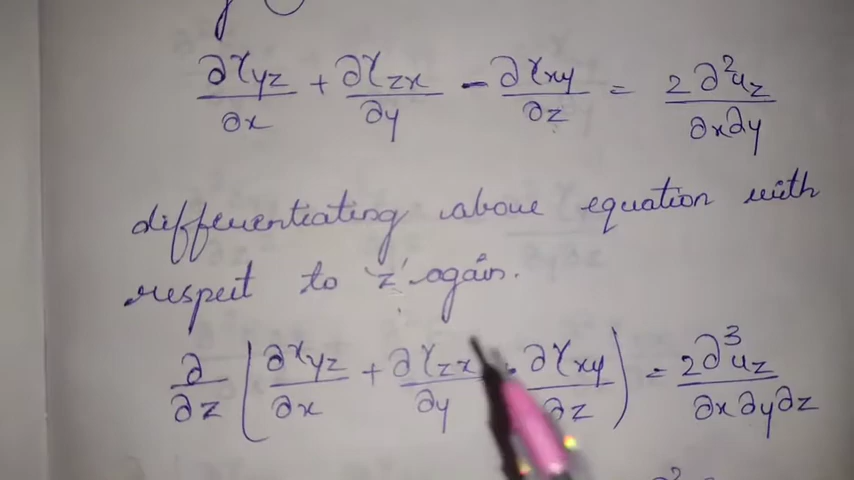 ∂γyz/∂x + ∂γzx/∂y - ∂γxy/∂z = 2∂²uz/∂x∂y
differentiating above equation with
respect to 'z' again.
∂/∂z (∂γyz/∂x + ∂γzx/∂y - ∂γxy/∂z) = 2∂³uz/∂x∂y∂z